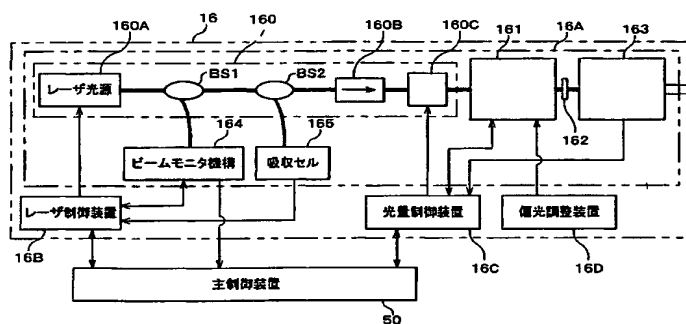 160A
16
160
160B
160C
161
16A
163
レーザ光源
BS1
BS2
164
165
162
ビームモニタ機構
吸収セル
レーザ制御装置
光量制御装置
偏光調整装置
16B
16C
16D
主制御装置
50